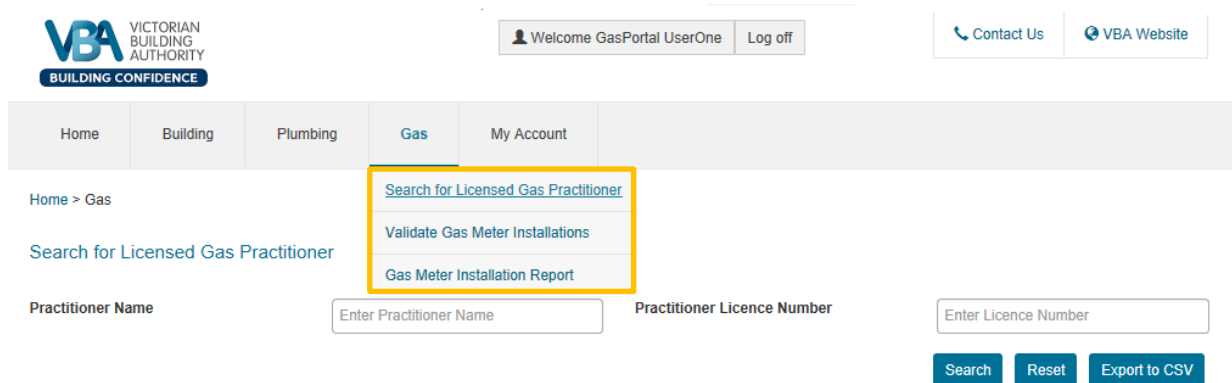 VBA VICTORIAN
BUILDING
AUTHORITY
BUILDING CONFIDENCE
Welcome GasPortal UserOne Log off
Contact Us VBA Website
Home Building Plumbing Gas My Account
Search for Licensed Gas Practitioner
Validate Gas Meter Installations
Gas Meter Installation Report
Home > Gas
Search for Licensed Gas Practitioner
Practitioner Name Enter Practitioner Name Practitioner Licence Number Enter Licence Number
Search Reset Export to CSV